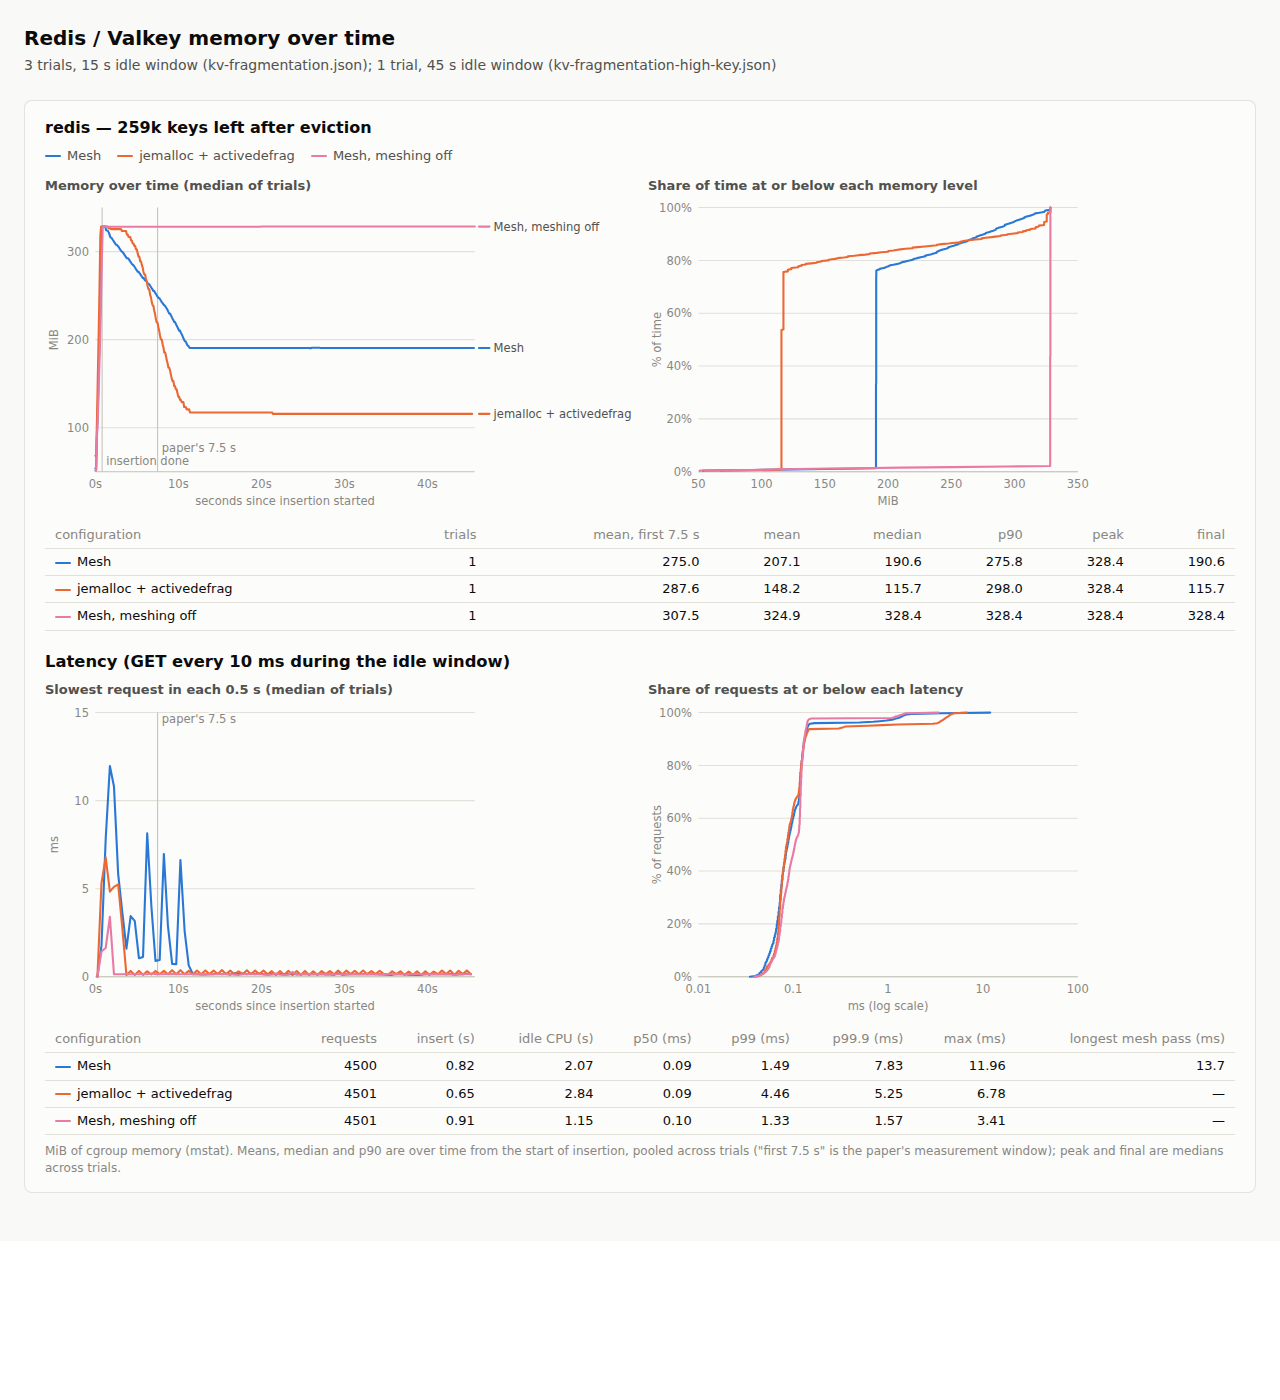 Redis / Valkey memory over time
3 trials, 15 s idle window (kv-fragmentation.json); 1 trial, 45 s idle window (kv-fragmentation-high-key.json)
redis — 259k keys left after eviction
Mesh jemalloc + activedefrag Mesh, meshing off
Memory over time (median of trials)
300
200
100
MiB
Mesh, meshing off
Mesh
jemalloc + activedefrag
paper's 7.5 s
insertion done
0s 10s 20s 30s 40s
seconds since insertion started
Share of time at or below each memory level
100%
80%
60%
40%
20%
0%
% of time
50 100 150 200 250 300 350
MiB
configuration trials mean, first 7.5 s mean median p90 peak final
Mesh 1 275.0 207.1 190.6 275.8 328.4 190.6
jemalloc + activedefrag 1 287.6 148.2 115.7 298.0 328.4 115.7
Mesh, meshing off 1 307.5 324.9 328.4 328.4 328.4 328.4
Latency (GET every 10 ms during the idle window)
Slowest request in each 0.5 s (median of trials)
15
10
5
0
ms
paper's 7.5 s
0s 10s 20s 30s 40s
seconds since insertion started
Share of requests at or below each latency
100%
80%
60%
40%
20%
0%
% of requests
0.01 0.1 1 10 100
ms (log scale)
configuration requests insert (s) idle CPU (s) p50 (ms) p99 (ms) p99.9 (ms) max (ms) longest mesh pass (ms)
Mesh 4500 0.82 2.07 0.09 1.49 7.83 11.96 13.7
jemalloc + activedefrag 4501 0.65 2.84 0.09 4.46 5.25 6.78 —
Mesh, meshing off 4501 0.91 1.15 0.10 1.33 1.57 3.41 —
MiB of cgroup memory (mstat). Means, median and p90 are over time from the start of insertion, pooled across trials ("first 7.5 s" is the paper's measurement window); peak and final are medians
across trials.